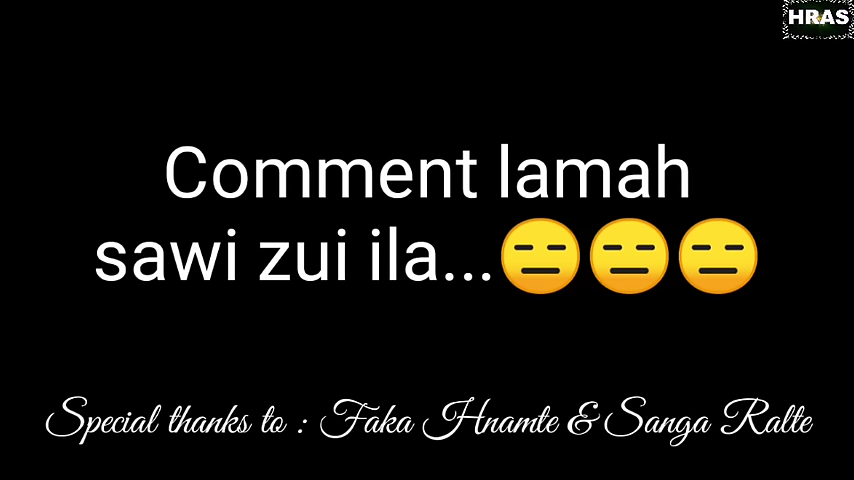 HRAS
Comment lamah
sawi zui ila...😑😑😑
Special thanks to : Faka Hnamte & Sanga Ralte